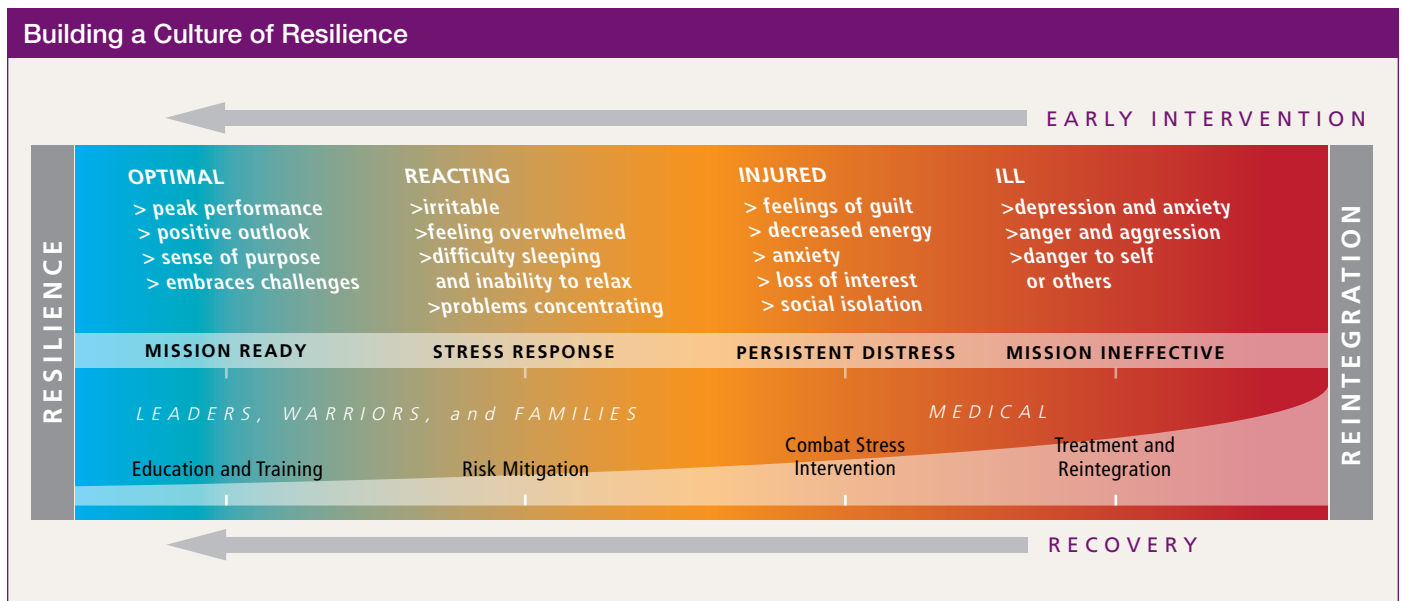 Building a Culture of Resilience
EARLY INTERVENTION
RESILIENCE
OPTIMAL
> peak performance
> positive outlook
> sense of purpose
> embraces challenges
REACTING
>irritable
>feeling overwhelmed
>difficulty sleeping
and inability to relax
>problems concentrating
INJURED
> feelings of guilt
> decreased energy
> anxiety
> loss of interest
> social isolation
ILL
>depression and anxiety
>anger and aggression
>danger to self
or others
REINTEGRATION
MISSION READY
STRESS RESPONSE
PERSISTENT DISTRESS
MISSION INEFFECTIVE
LEADERS, WARRIORS, and FAMILIES
MEDICAL
Education and Training
Risk Mitigation
Combat Stress
Intervention
Treatment and
Reintegration
RECOVERY